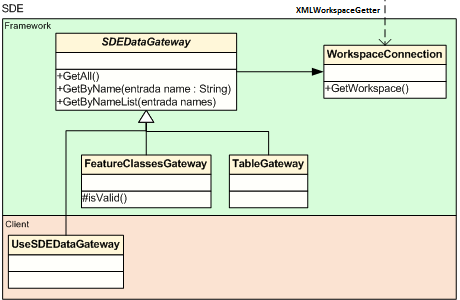 SDE
XMLWorkspaceGetter
Framework
SDEDataGateway
+GetAll()
+GetByName(entrada name : String)
+GetByNameList(entrada names)
WorkspaceConnection
+GetWorkspace()
FeatureClassesGateway
#isValid()
TableGateway
Client
UseSDEDataGateway